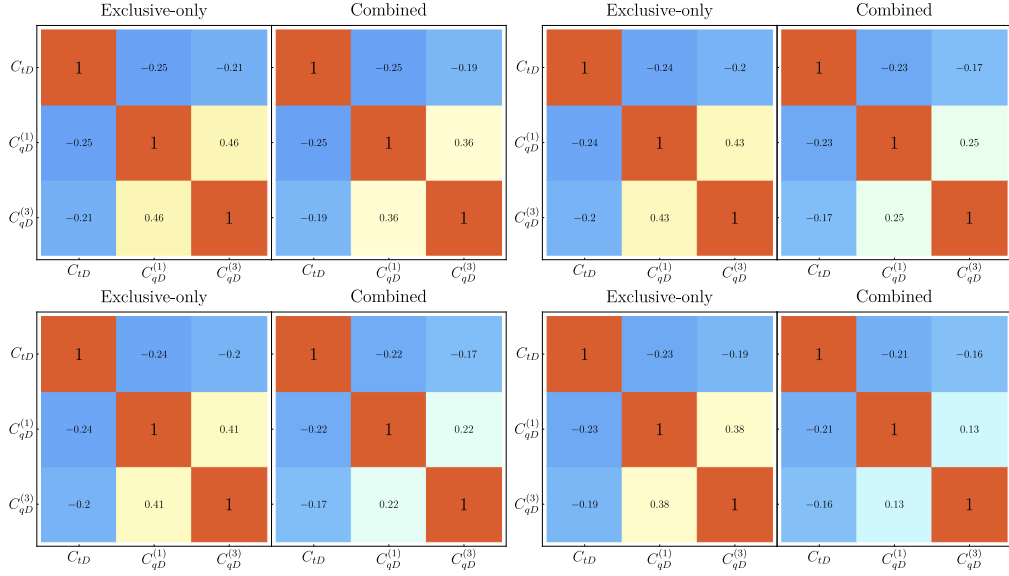 Exclusive-only Combined Exclusive-only Combined
C_{tD} 1 −0.25 −0.21 1 −0.25 −0.19 C_{tD} 1 −0.24 −0.2 1 −0.23 −0.17
C_{qD}^{(1)} −0.25 1 0.46 −0.25 1 0.36 C_{qD}^{(1)} −0.24 1 0.43 −0.23 1 0.25
C_{qD}^{(3)} −0.21 0.46 1 −0.19 0.36 1 C_{qD}^{(3)} −0.2 0.43 1 −0.17 0.25 1
C_{tD} C_{qD}^{(1)} C_{qD}^{(3)} C_{tD} C_{qD}^{(1)} C_{qD}^{(3)} C_{tD} C_{qD}^{(1)} C_{qD}^{(3)} C_{tD} C_{qD}^{(1)} C_{qD}^{(3)}
Exclusive-only Combined Exclusive-only Combined
C_{tD} 1 −0.24 −0.2 1 −0.22 −0.17 C_{tD} 1 −0.23 −0.19 1 −0.21 −0.16
C_{qD}^{(1)} −0.24 1 0.41 −0.22 1 0.22 C_{qD}^{(1)} −0.23 1 0.38 −0.21 1 0.13
C_{qD}^{(3)} −0.2 0.41 1 −0.17 0.22 1 C_{qD}^{(3)} −0.19 0.38 1 −0.16 0.13 1
C_{tD} C_{qD}^{(1)} C_{qD}^{(3)} C_{tD} C_{qD}^{(1)} C_{qD}^{(3)} C_{tD} C_{qD}^{(1)} C_{qD}^{(3)} C_{tD} C_{qD}^{(1)} C_{qD}^{(3)}